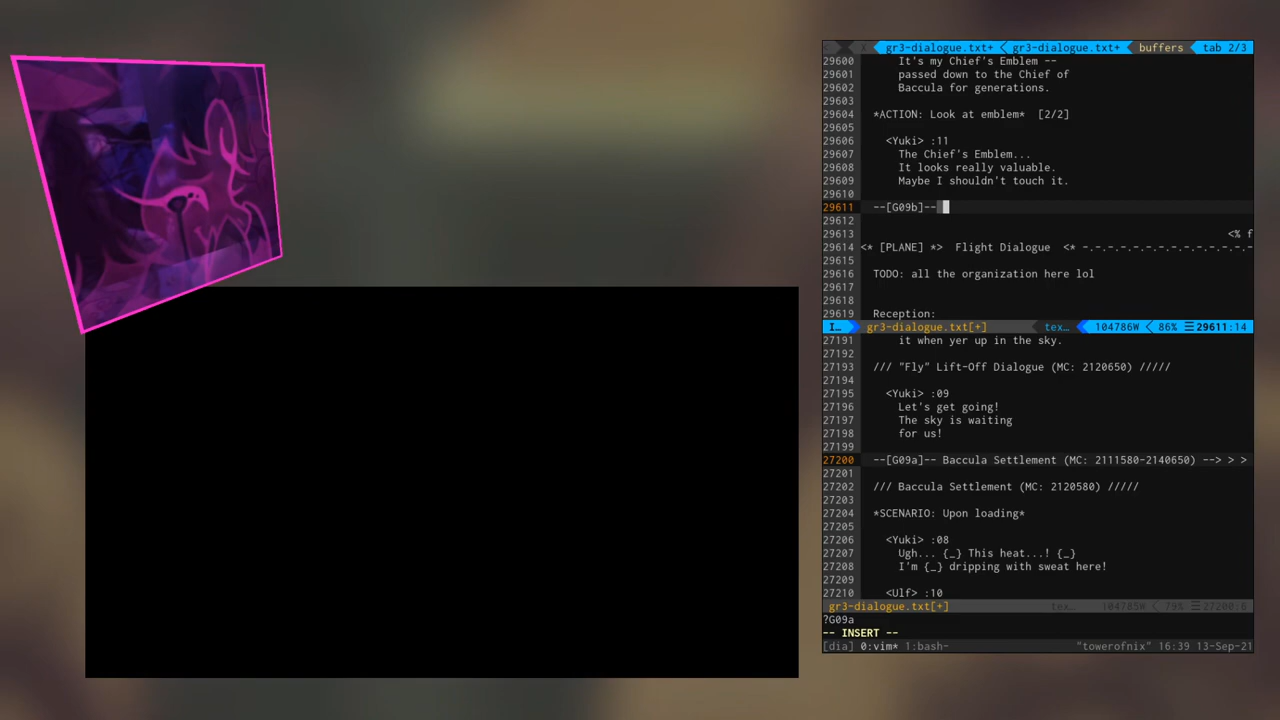 X gr3-dialogue.txt+ gr3-dialogue.txt+ buffers tab 2/3
29600 It's my Chief's Emblem --
29601 passed down to the Chief of
29602 Baccula for generations.
29603
29604 *ACTION: Look at emblem* [2/2]
29605
29606 <Yuki> :11
29607 The Chief's Emblem...
29608 It looks really valuable.
29609 Maybe I shouldn't touch it.
29610
29611 --[G09b]--
29612
29613 <% f
29614 <* [PLANE] *> Flight Dialogue <* -.-.-.-.-.-.-.-.-.-.-.-.-.-
29615
29616 TODO: all the organization here lol
29617
29618
29619 Reception:
I… gr3-dialogue.txt[+] tex… 104786W 86% ☰29611:14
27191 it when yer up in the sky.
27192
27193 /// "Fly" Lift-Off Dialogue (MC: 2120650) /////
27194
27195 <Yuki> :09
27196 Let's get going!
27197 The sky is waiting
27198 for us!
27199
27200 --[G09a]-- Baccula Settlement (MC: 2111580-2140650) --> > >
27201
27202 /// Baccula Settlement (MC: 2120580) /////
27203
27204 *SCENARIO: Upon loading*
27205
27206 <Yuki> :08
27207 Ugh... {_} This heat...! {_}
27208 I'm {_} dripping with sweat here!
27209
27210 <Ulf> :10
gr3-dialogue.txt[+] tex… 104785W 79% ☰27200:6
?G09a
-- INSERT --
[dia] 0:vim* 1:bash- "towerofnix" 16:39 13-Sep-21